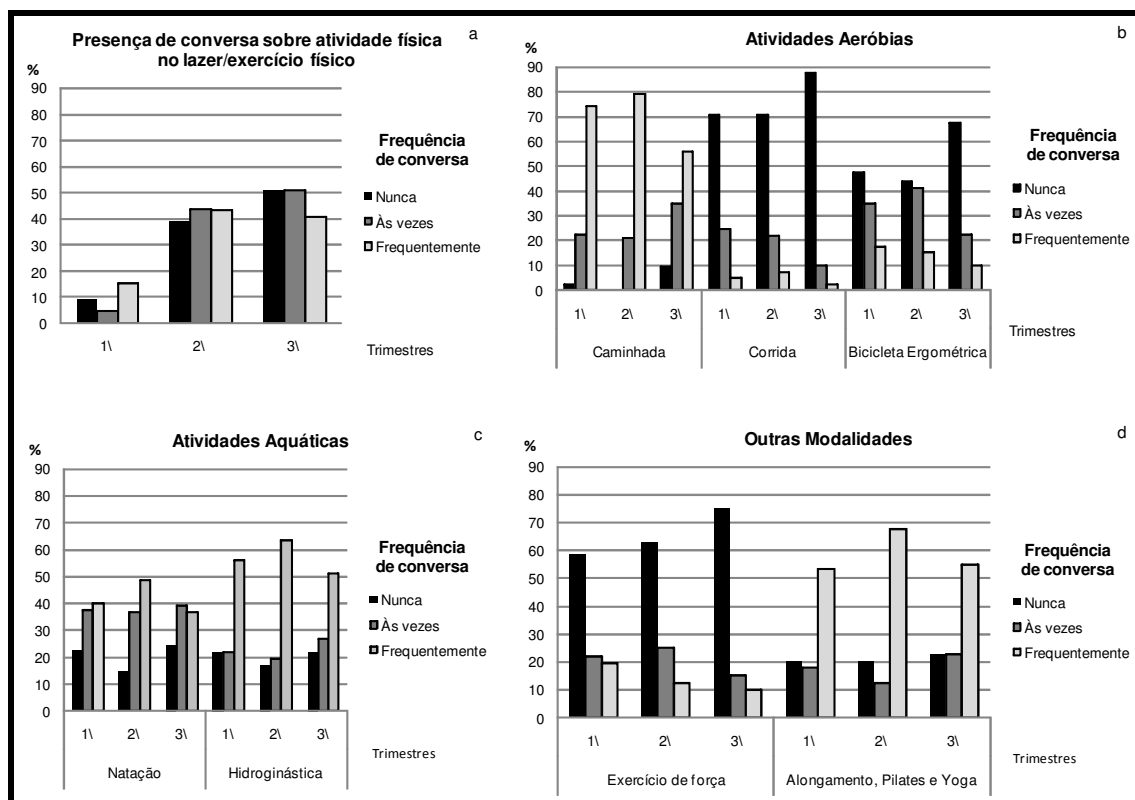 Presença de conversa sobre atividade física
no lazer/exercício físico
a
%
90
80
70
60
50
40
30
20
10
0
1\ 2\ 3\
Trimestres
Frequência
de conversa
Nunca
Às vezes
Frequentemente
Atividades Aeróbias
b
%
90
80
70
60
50
40
30
20
10
0
1\ 2\ 3\ 1\ 2\ 3\ 1\ 2\ 3\
Caminhada Corrida Bicicleta Ergométrica
Trimestres
Frequência
de conversa
Nunca
Às vezes
Frequentemente
Atividades Aquáticas
c
%
90
80
70
60
50
40
30
20
10
0
1\ 2\ 3\ 1\ 2\ 3\
Natação Hidroginástica
Trimestres
Frequência
de conversa
Nunca
Às vezes
Frequentemente
Outras Modalidades
d
%
90
80
70
60
50
40
30
20
10
0
1\ 2\ 3\ 1\ 2\ 3\
Exercício de força Alongamento, Pilates e Yoga
Trimestres
Frequência
de conversa
Nunca
Às vezes
Frequentemente